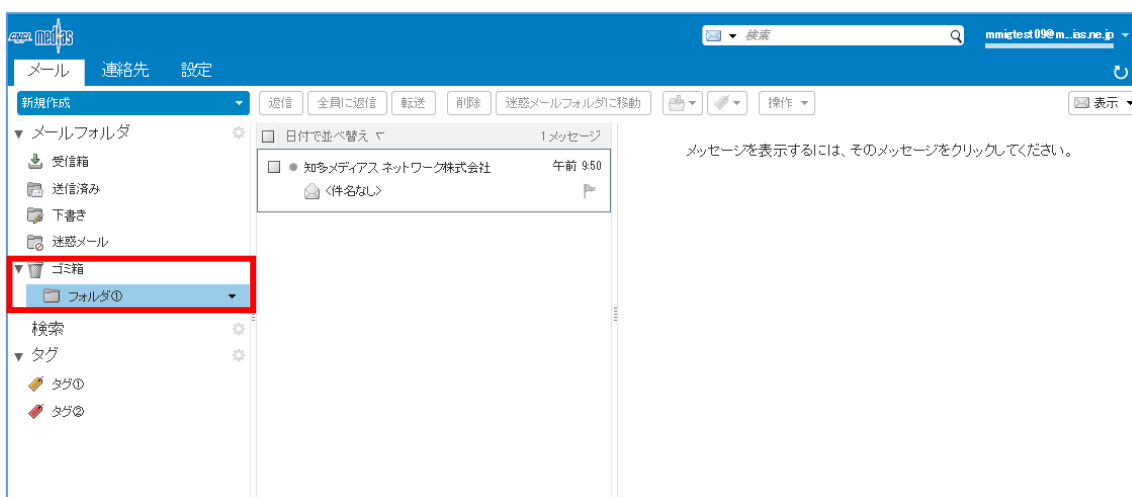 CNCI medias
検索
mmigtest09@m...ias.ne.jp
メール 連絡先 設定
新規作成
返信 全員に返信 転送 削除 迷惑メールフォルダに移動 操作 表示
メールフォルダ
受信箱
送信済み
下書き
迷惑メール
ゴミ箱
フォルダ①
検索
タグ
タグ①
タグ②
日付で並べ替え 1メッセージ
知多メディアス ネットワーク株式会社 午前 9:50
<件名なし>
メッセージを表示するには、そのメッセージをクリックしてください。